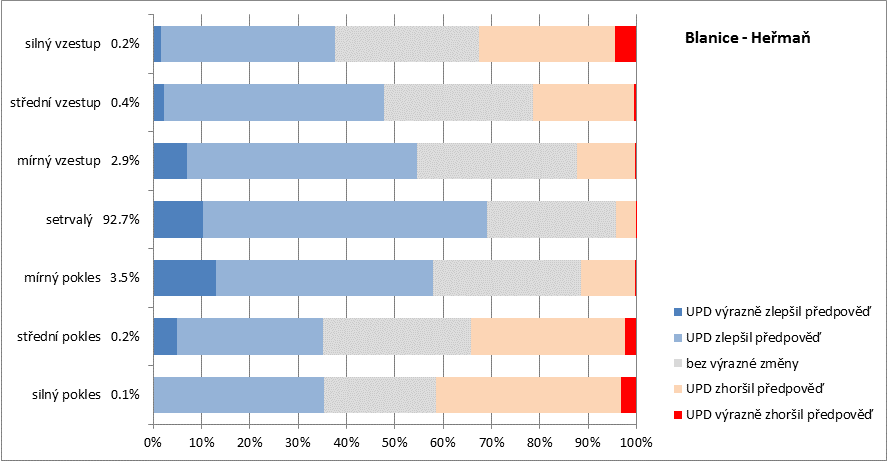 Blanice - Heřmaň
silný vzestup 0.2%
střední vzestup 0.4%
mírný vzestup 2.9%
setrvalý 92.7%
mírný pokles 3.5%
střední pokles 0.2%
silný pokles 0.1%
0% 10% 20% 30% 40% 50% 60% 70% 80% 90% 100%
UPD výrazně zlepšil předpověď
UPD zlepšil předpověď
bez výrazné změny
UPD zhoršil předpověď
UPD výrazně zhoršil předpověď